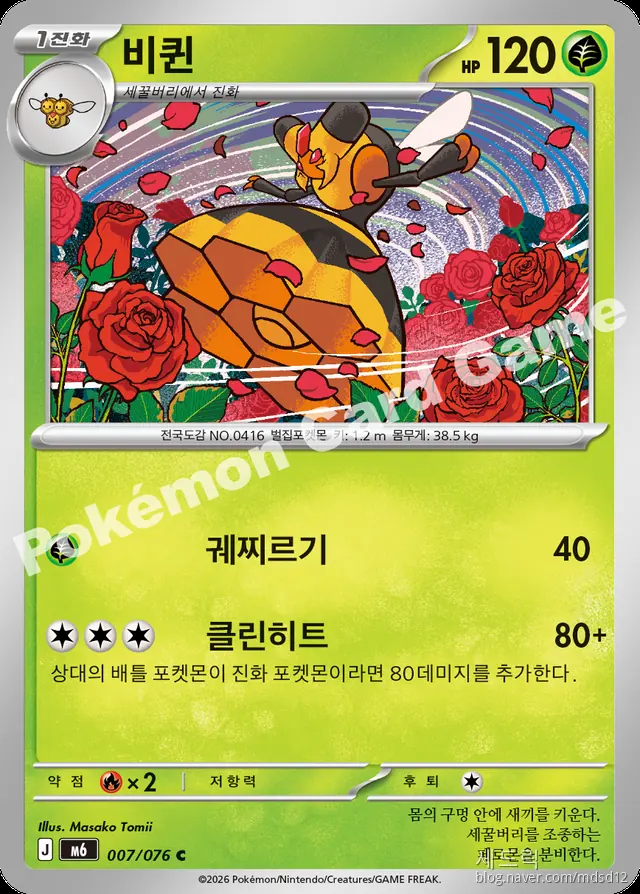 1진화
비퀸
HP 120
세꿀버리에서 진화
전국도감 NO.0416 벌집포켓몬 키: 1.2 m 몸무게: 38.5 kg
Pokémon Card Game
궤찌르기 40
클린히트 80+
상대의 배틀 포켓몬이 진화 포켓몬이라면 80데미지를 추가한다.
약점 ×2 저항력 후퇴
몸의 구멍 안에 새끼를 키운다.
세꿀버리를 조종하는
페로몬을 분비한다.
Illus. Masako Tomii
J M6 007/076 C
blog.naver.com/mdsd12
©2026 Pokémon/Nintendo/Creatures/GAME FREAK.